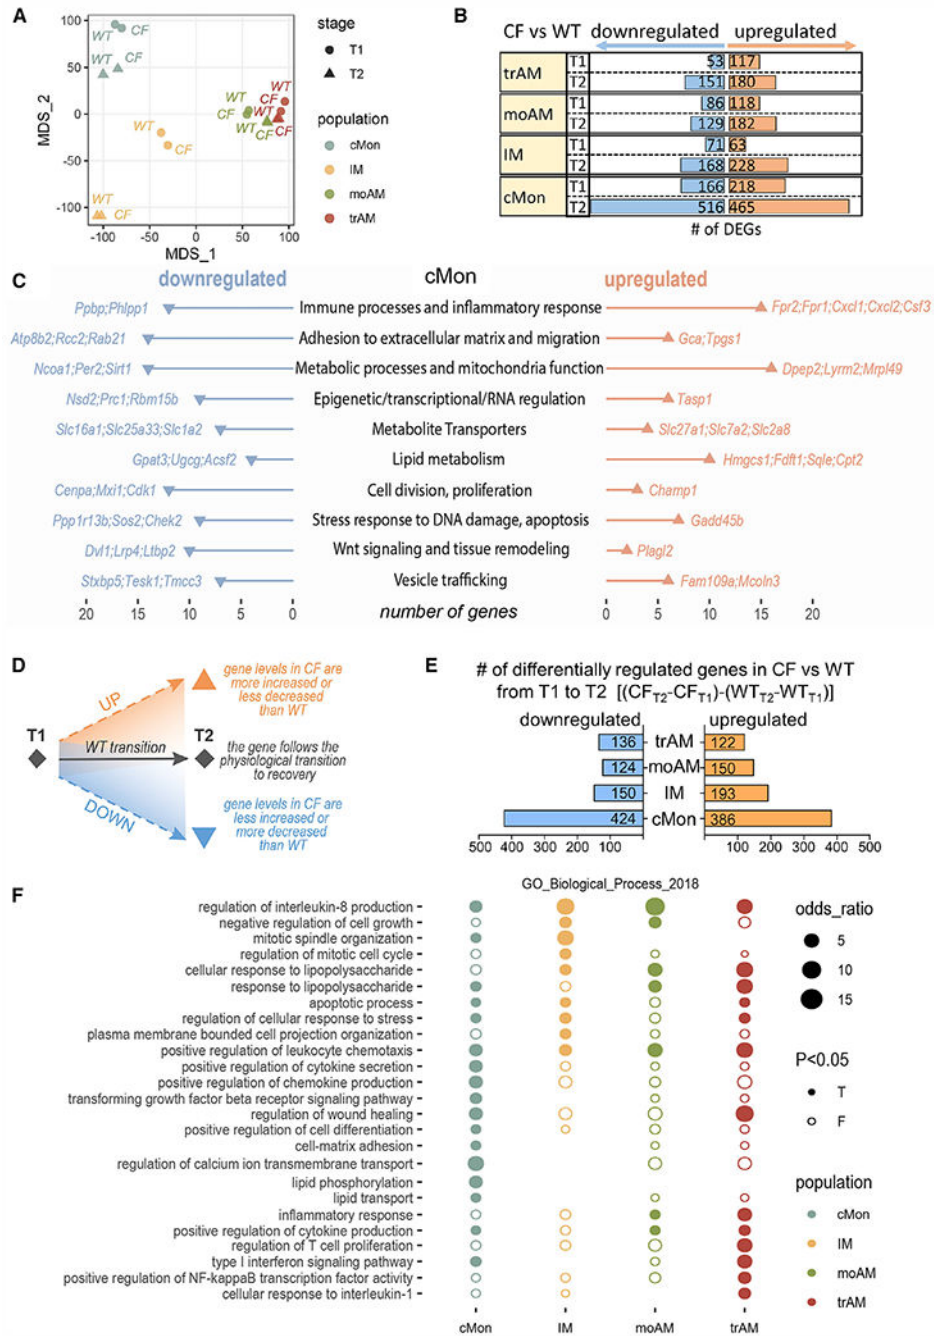 A
100
50
0
-50
-100
MDS_2
-100
-50
0
50
100
MDS_1
WT
CF
WT
CF
WT
CF
WT
CF
WT
CF
WT
CF
WT
CF
WT
CF
stage
T1
T2
population
cMon
IM
moAM
trAM
B
CF vs WT downregulated upregulated
trAM T1 53 117
T2 151 180
moAM T1 86 118
T2 129 182
IM T1 71 63
T2 168 228
cMon T1 166 218
T2 516 465
# of DEGs
C downregulated cMon upregulated
Ppbp;Phlpp1 Immune processes and inflammatory response Fpr2;Fpr1;Cxcl1;Cxcl2;Csf3
Atp8b2;Rcc2;Rab21 Adhesion to extracellular matrix and migration Gca;Tpgs1
Ncoa1;Per2;Sirt1 Metabolic processes and mitochondria function Dpep2;Lyrm2;Mrpl49
Nsd2;Prc1;Rbm15b Epigenetic/transcriptional/RNA regulation Tasp1
Slc16a1;Slc25a33;Slc1a2 Metabolite Transporters Slc27a1;Slc7a2;Slc2a8
Gpat3;Ugcg;Acsf2 Lipid metabolism Hmgcs1;Fdft1;Sqle;Cpt2
Cenpa;Mxi1;Cdk1 Cell division, proliferation Champ1
Ppp1r13b;Sos2;Chek2 Stress response to DNA damage, apoptosis Gadd45b
Dvl1;Lrp4;Ltbp2 Wnt signaling and tissue remodeling Plagl2
Stxbp5;Tesk1;Tmcc3 Vesicle trafficking Fam109a;Mcoln3
20 15 10 5 0 number of genes 0 5 10 15 20
D
T1
UP
WT transition
DOWN
T2
gene levels in CF are
more increased or
less decreased
than WT
the gene follows the
physiological transition
to recovery
gene levels in CF are
less increased or
more decreased
than WT
E
# of differentially regulated genes in CF vs WT
from T1 to T2 [(CFT2-CFT1)-(WTT2-WTT1)]
downregulated upregulated
136 trAM 122
124 moAM 150
150 IM 193
424 cMon 386
500 300 100 0 100 300 500
F
GO_Biological_Process_2018
regulation of interleukin-8 production
negative regulation of cell growth
mitotic spindle organization
regulation of mitotic cell cycle
cellular response to lipopolysaccharide
response to lipopolysaccharide
apoptotic process
regulation of cellular response to stress
plasma membrane bounded cell projection organization
positive regulation of leukocyte chemotaxis
positive regulation of cytokine secretion
positive regulation of chemokine production
transforming growth factor beta receptor signaling pathway
regulation of wound healing
positive regulation of cell differentiation
cell-matrix adhesion
regulation of calcium ion transmembrane transport
lipid phosphorylation
lipid transport
inflammatory response
positive regulation of cytokine production
regulation of T cell proliferation
type I interferon signaling pathway
positive regulation of NF-kappaB transcription factor activity
cellular response to interleukin-1
cMon IM moAM trAM
odds_ratio
5
10
15
P<0.05
T
F
population
cMon
IM
moAM
trAM